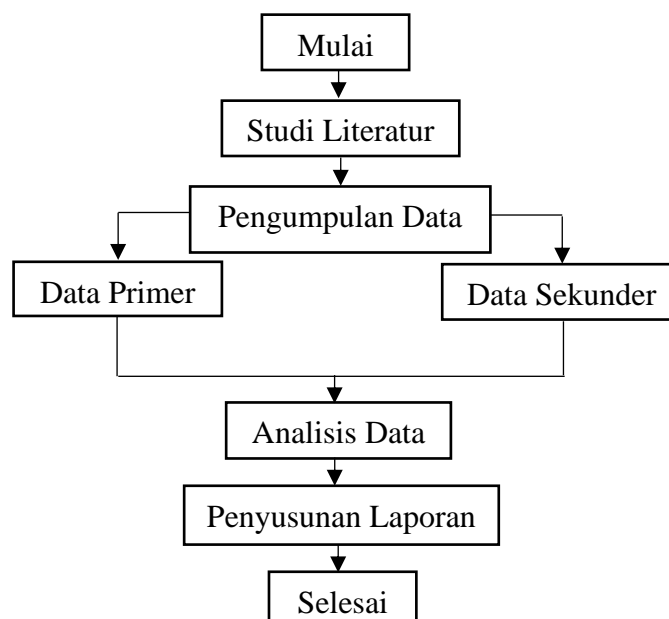 Mulai
Studi Literatur
Pengumpulan Data
Data Primer
Data Sekunder
Analisis Data
Penyusunan Laporan
Selesai